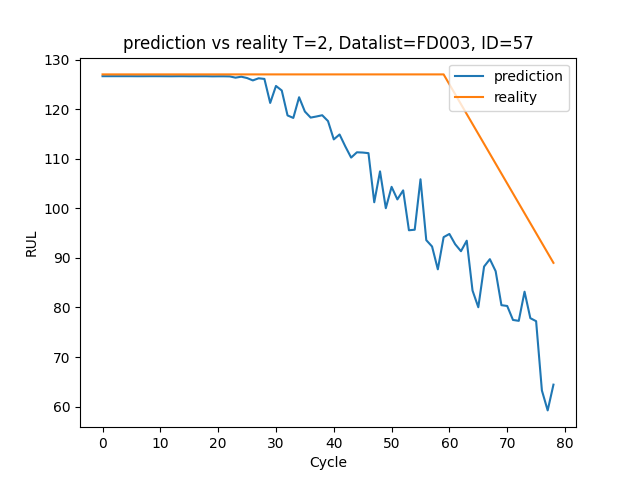 prediction vs reality T=2, Datalist=FD003, ID=57
prediction
reality
130
120
110
100
90
80
70
60
RUL
0 10 20 30 40 50 60 70 80
Cycle